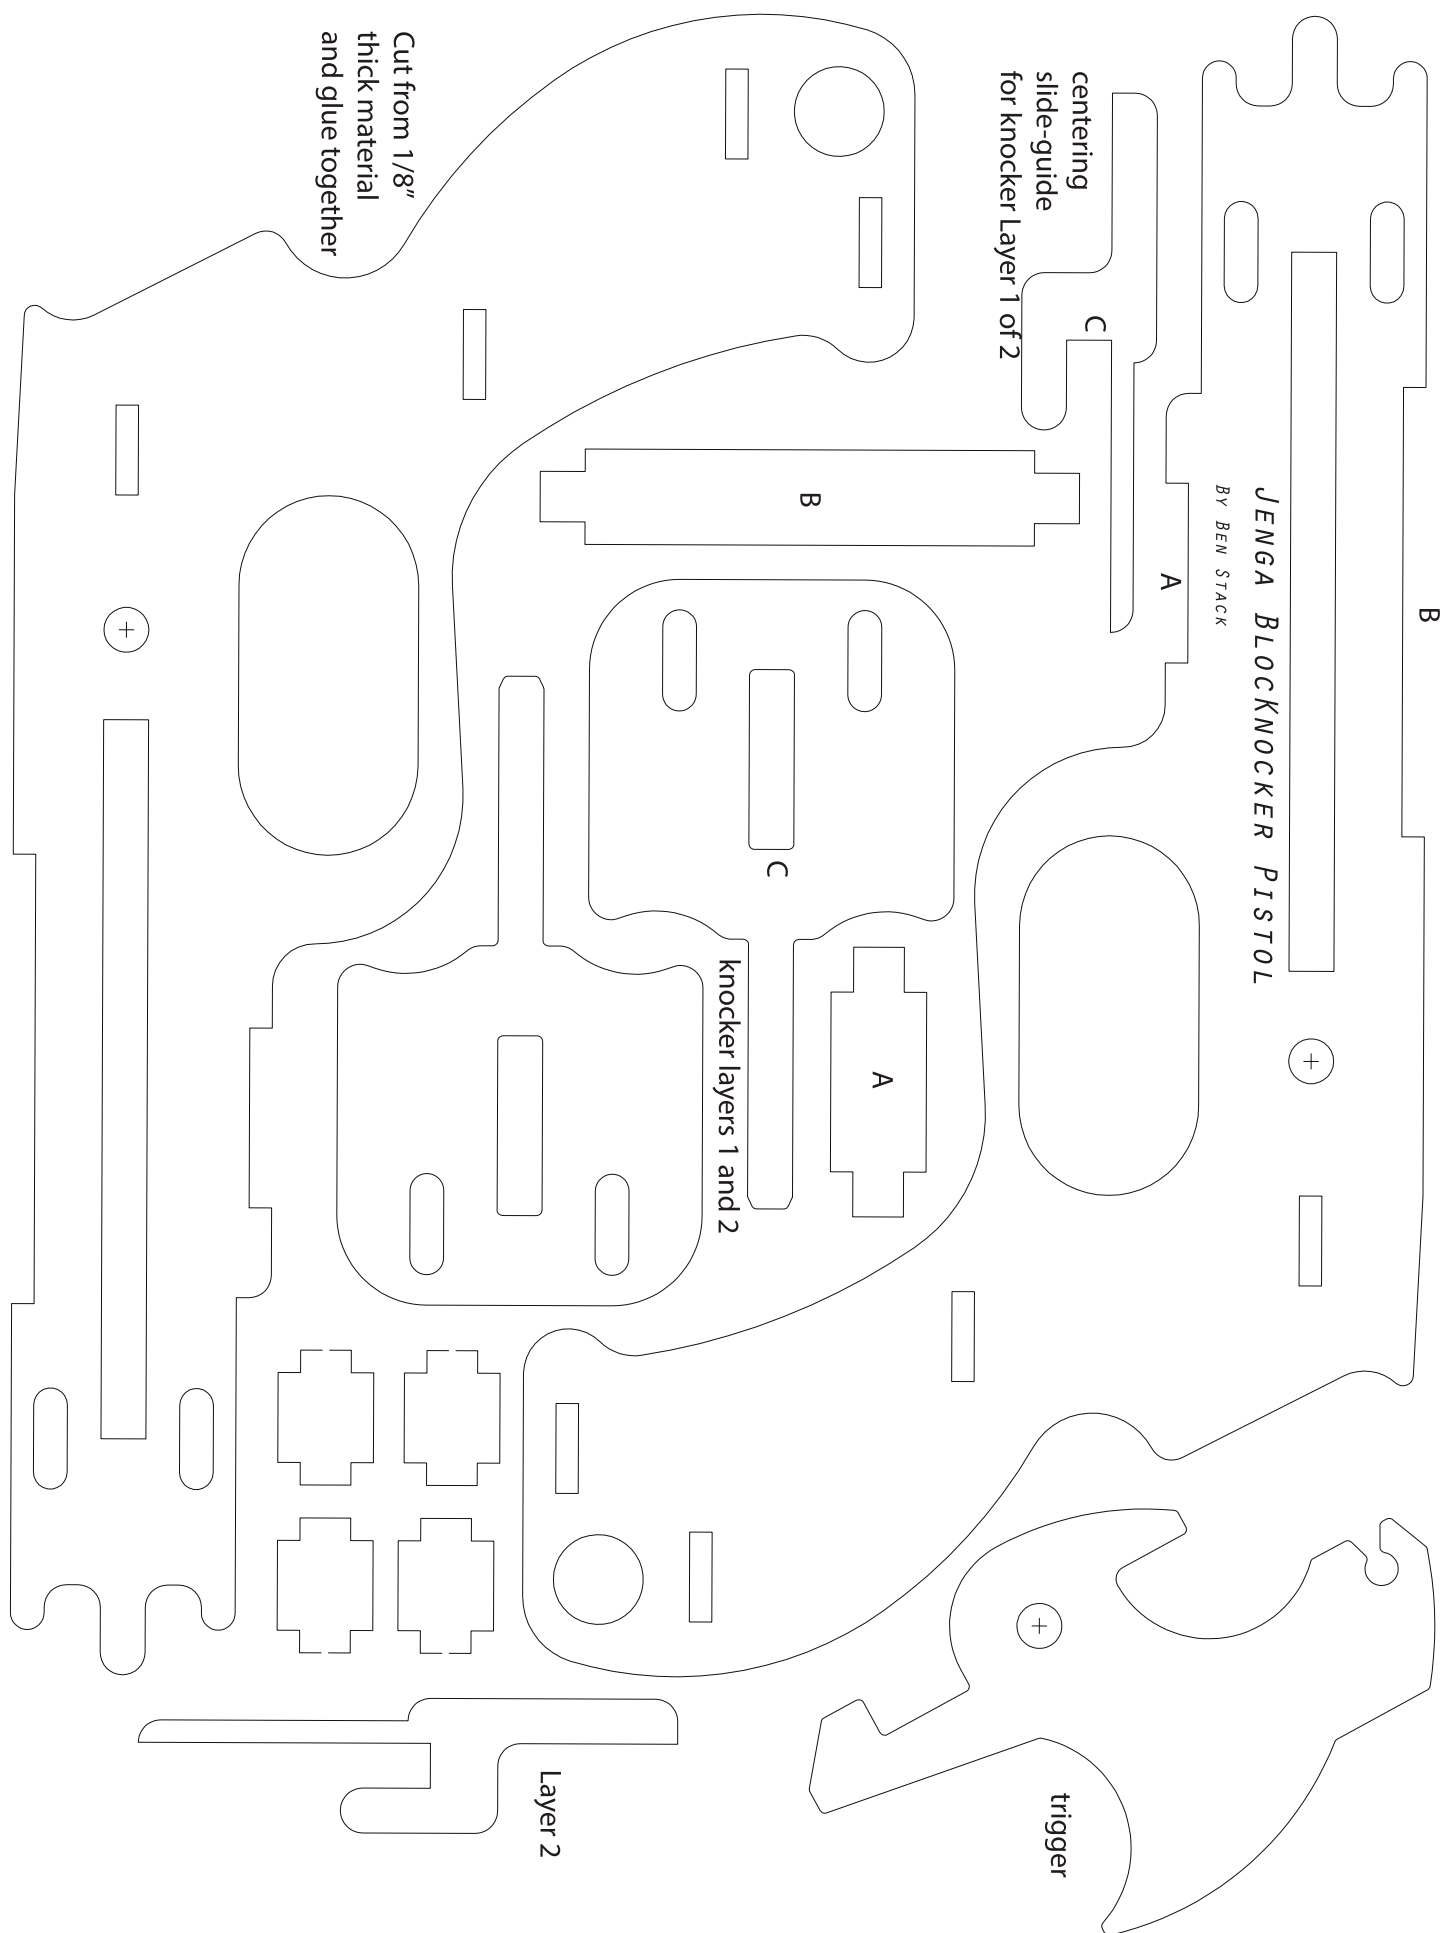 Cut from 1/8”
thick material
and glue together
centering
slide-guide
for knocker Layer 1 of 2
C
B
A
B
JENGA BLOCKNOCKER PISTOL
BY BEN STACK
C
knocker layers 1 and 2
A
Layer 2
trigger